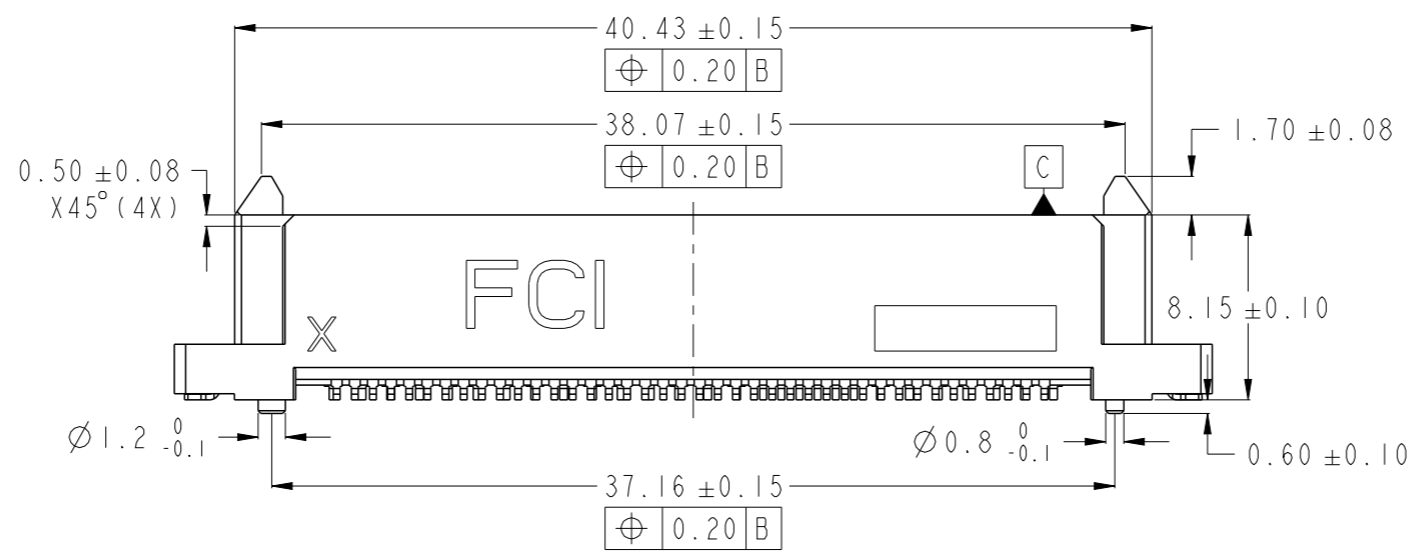 40.43 ±0.15
⌖ 0.20 B
38.07 ±0.15
⌖ 0.20 B
C
1.70 ±0.08
0.50 ±0.08
X45° (4X)
FCI
X
8.15 ±0.10
Ø1.2 0 -0.1
Ø0.8 0 -0.1
0.60 ±0.10
37.16 ±0.15
⌖ 0.20 B